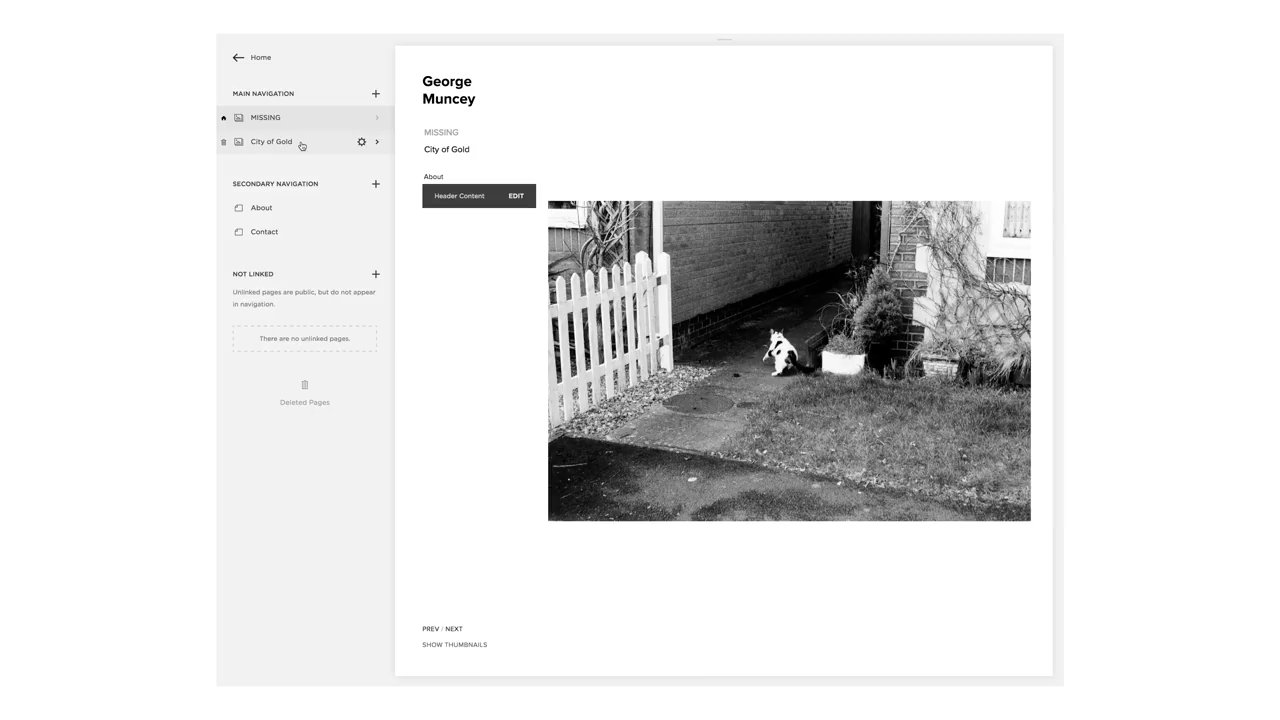 Home
MAIN NAVIGATION
MISSING
City of Gold
SECONDARY NAVIGATION
About
Contact
NOT LINKED
Unlinked pages are public, but do not appear
in navigation.
There are no unlinked pages.
Deleted Pages
George
Muncey
MISSING
City of Gold
About
Header Content EDIT
PREV / NEXT
SHOW THUMBNAILS